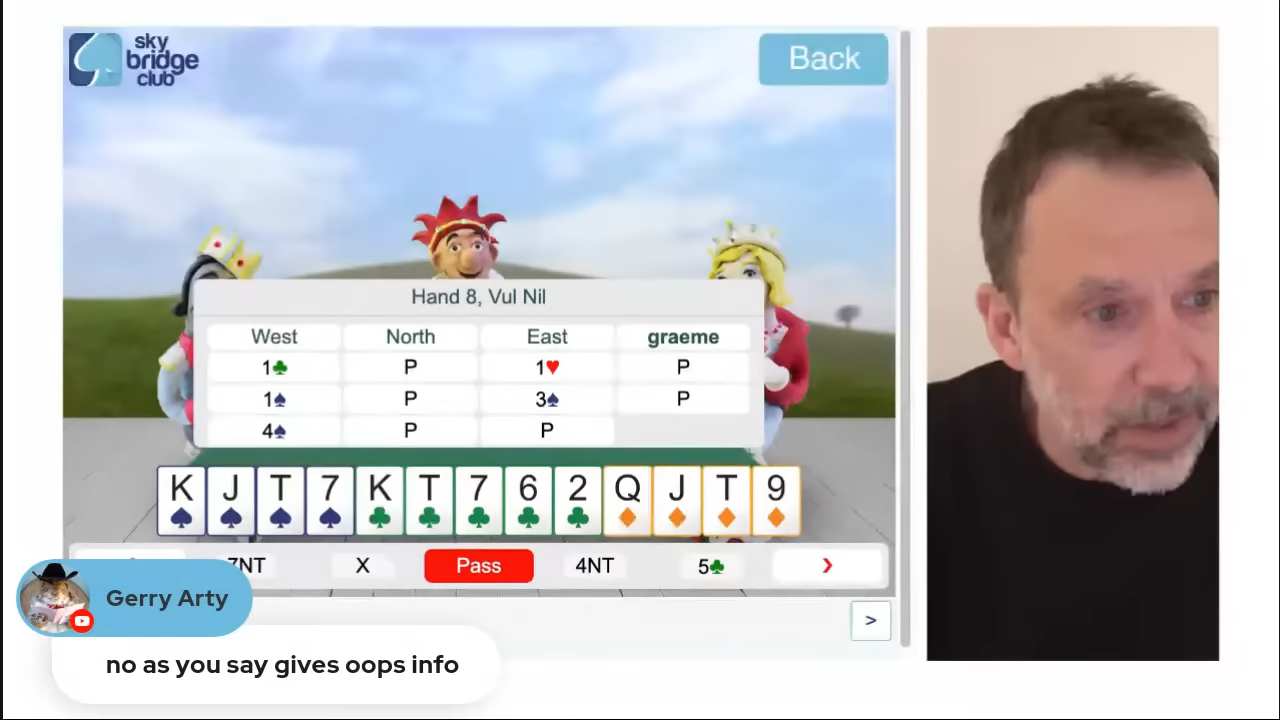 sky
bridge
club
Back
Hand 8, Vul Nil
West North East graeme
1♣ P 1♥ P
1♠ P 3♠ P
4♠ P P
K J T 7 K T 7 6 2 Q J T 9
♠ ♠ ♠ ♠ ♣ ♣ ♣ ♣ ♣ ♦ ♦ ♦ ♦
7NT X Pass 4NT 5♣ ❯
>
Gerry Arty
no as you say gives oops info